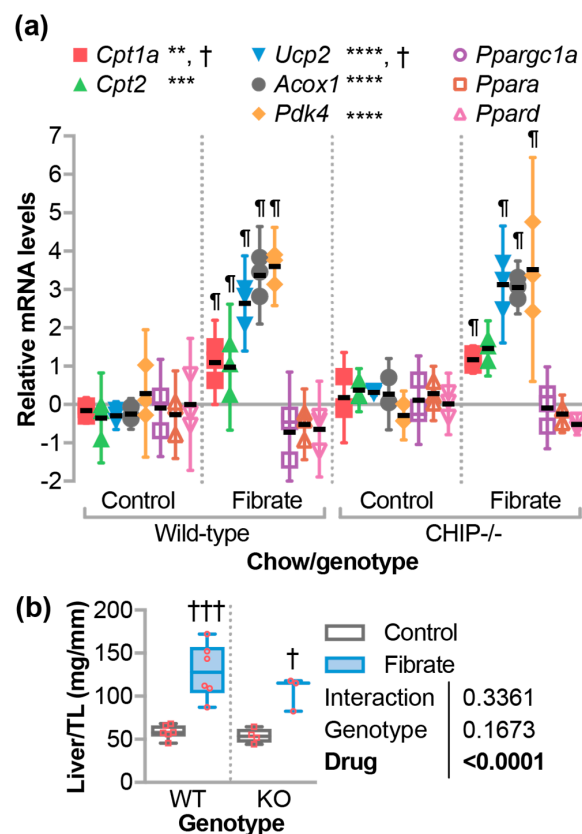 (a)
Cpt1a **, † Ucp2 ****, † Ppargc1a
Cpt2 *** Acox1 **** Ppara
Pdk4 **** Ppard
Relative mRNA levels
7
6
5
4
3
2
1
0
-1
-2
¶ ¶ ¶ ¶ ¶ ¶ ¶ ¶ ¶
Control Fibrate Control Fibrate
Wild-type CHIP-/-
Chow/genotype
(b)
Liver/TL (mg/mm)
200
150
100
50
0
††† †
WT KO
Genotype
Control
Fibrate
Interaction 0.3361
Genotype 0.1673
Drug <0.0001